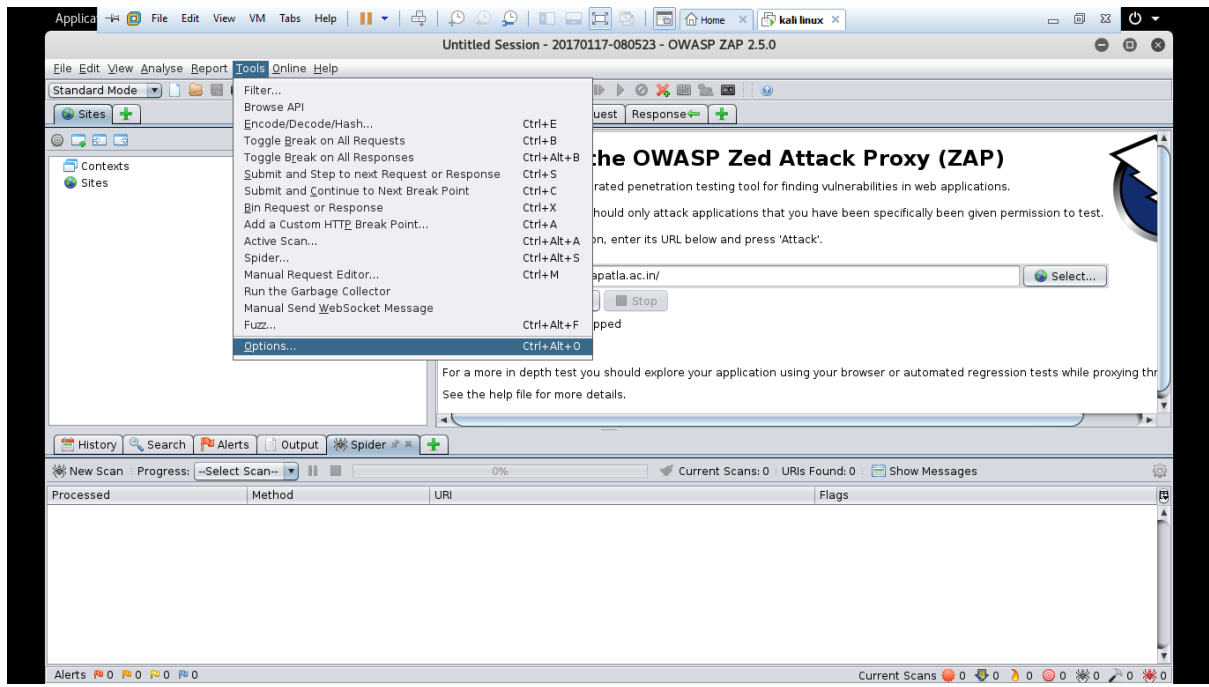 Applica File Edit View VM Tabs Help Home × kali linux ×
Untitled Session - 20170117-080523 - OWASP ZAP 2.5.0
File Edit View Analyse Report Tools Online Help
Standard Mode
Filter...
Browse API
Encode/Decode/Hash... Ctrl+E
Toggle Break on All Requests Ctrl+B
Toggle Break on All Responses Ctrl+Alt+B
Submit and Step to next Request or Response Ctrl+S
Submit and Continue to Next Break Point Ctrl+C
Bin Request or Response Ctrl+X
Add a Custom HTTP Break Point... Ctrl+A
Active Scan... Ctrl+Alt+A
Spider... Ctrl+Alt+S
Manual Request Editor... Ctrl+M
Run the Garbage Collector
Manual Send WebSocket Message
Fuzz... Ctrl+Alt+F
Options... Ctrl+Alt+O
Sites
Contexts
Sites
uest Response
the OWASP Zed Attack Proxy (ZAP)
rated penetration testing tool for finding vulnerabilities in web applications.
hould only attack applications that you have been specifically been given permission to test.
on, enter its URL below and press 'Attack'.
apatla.ac.in/ Select...
Stop
pped
For a more in depth test you should explore your application using your browser or automated regression tests while proxying thr
See the help file for more details.
History Search Alerts Output Spider
New Scan Progress: --Select Scan-- 0% Current Scans: 0 URIs Found: 0 Show Messages
Processed Method URI Flags
Alerts 0 0 0 0 Current Scans 0 0 0 0 0 0 0